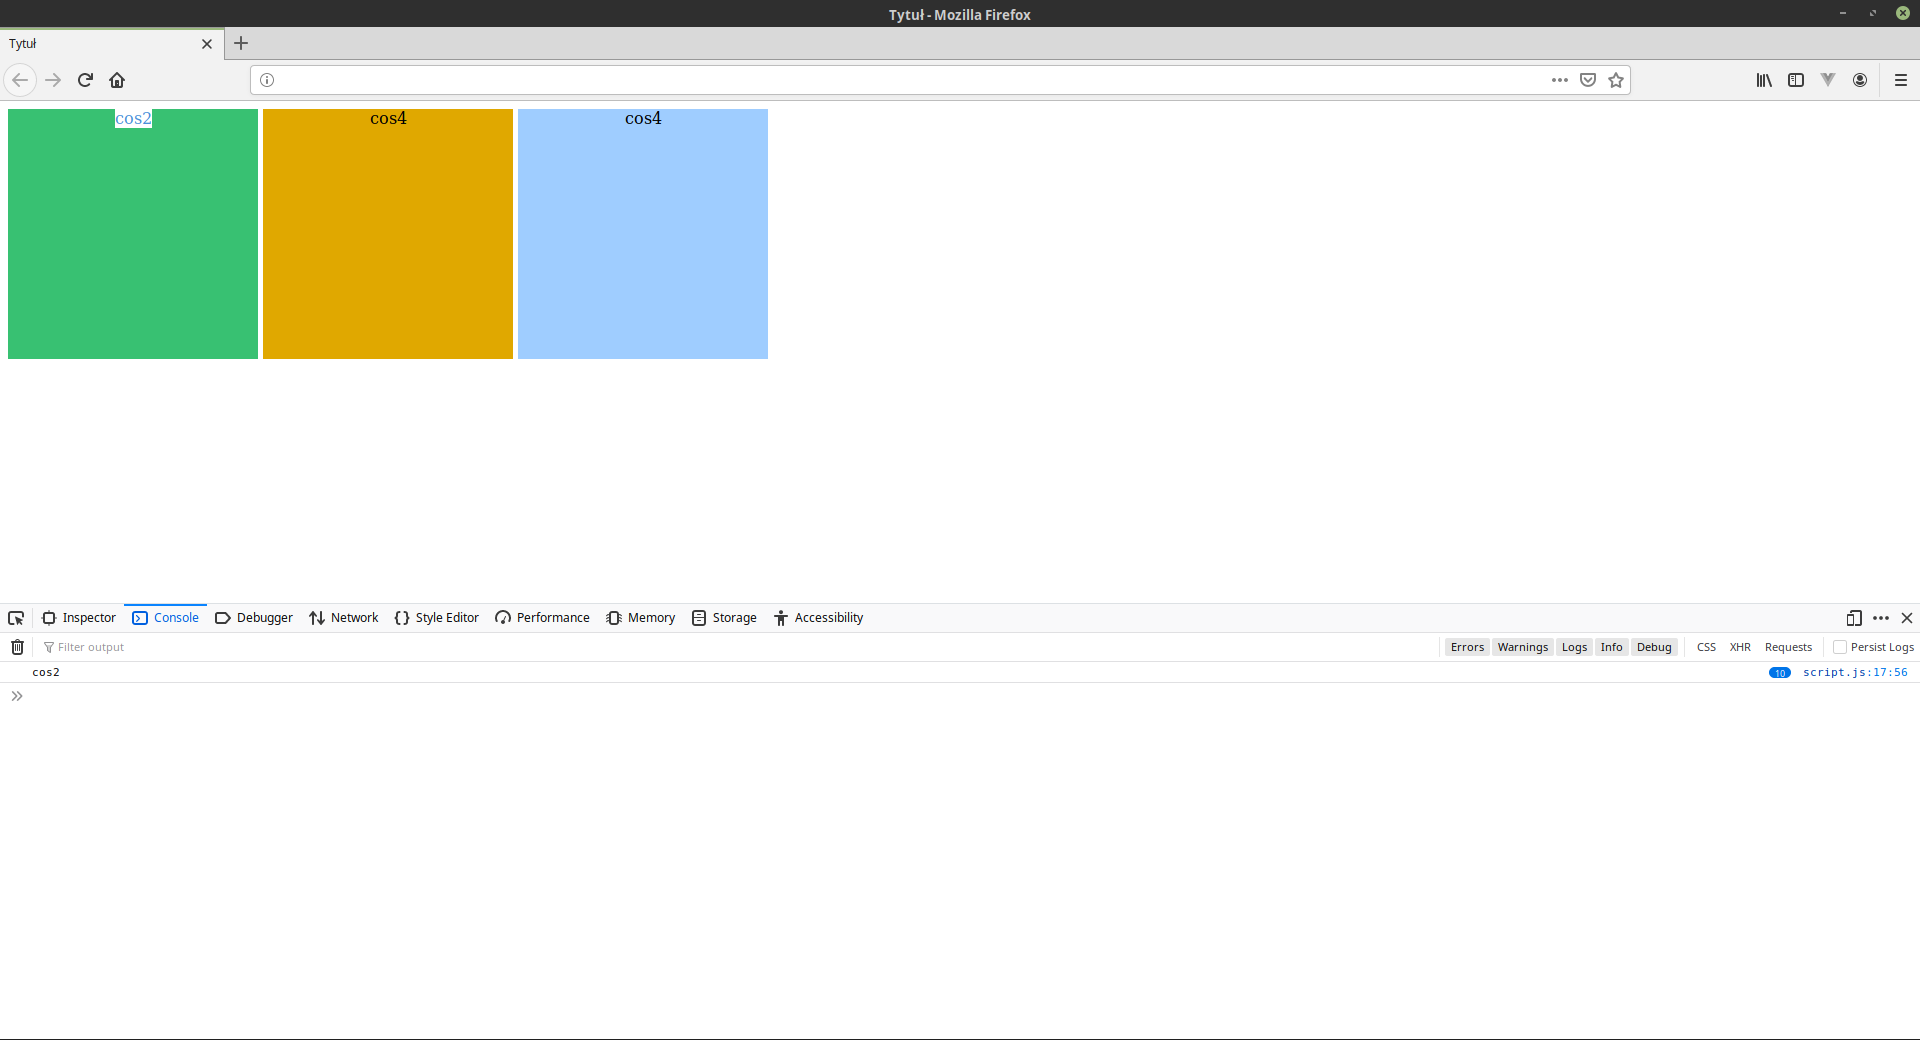 Tytuł - Mozilla Firefox
Tytuł
cos2 cos4 cos4
Inspector Console Debugger Network Style Editor Performance Memory Storage Accessibility
Filter output Errors Warnings Logs Info Debug CSS XHR Requests Persist Logs
cos2 10 script.js:17:56